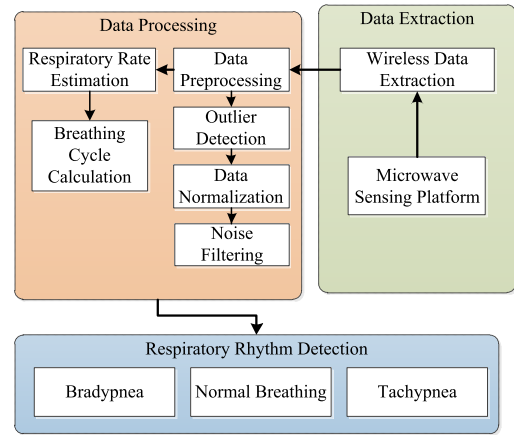 Data Processing
Respiratory Rate
Estimation
Breathing
Cycle
Calculation
Data
Preprocessing
Outlier
Detection
Data
Normalization
Noise
Filtering
Data Extraction
Wireless Data
Extraction
Microwave
Sensing Platform
Respiratory Rhythm Detection
Bradypnea
Normal Breathing
Tachypnea